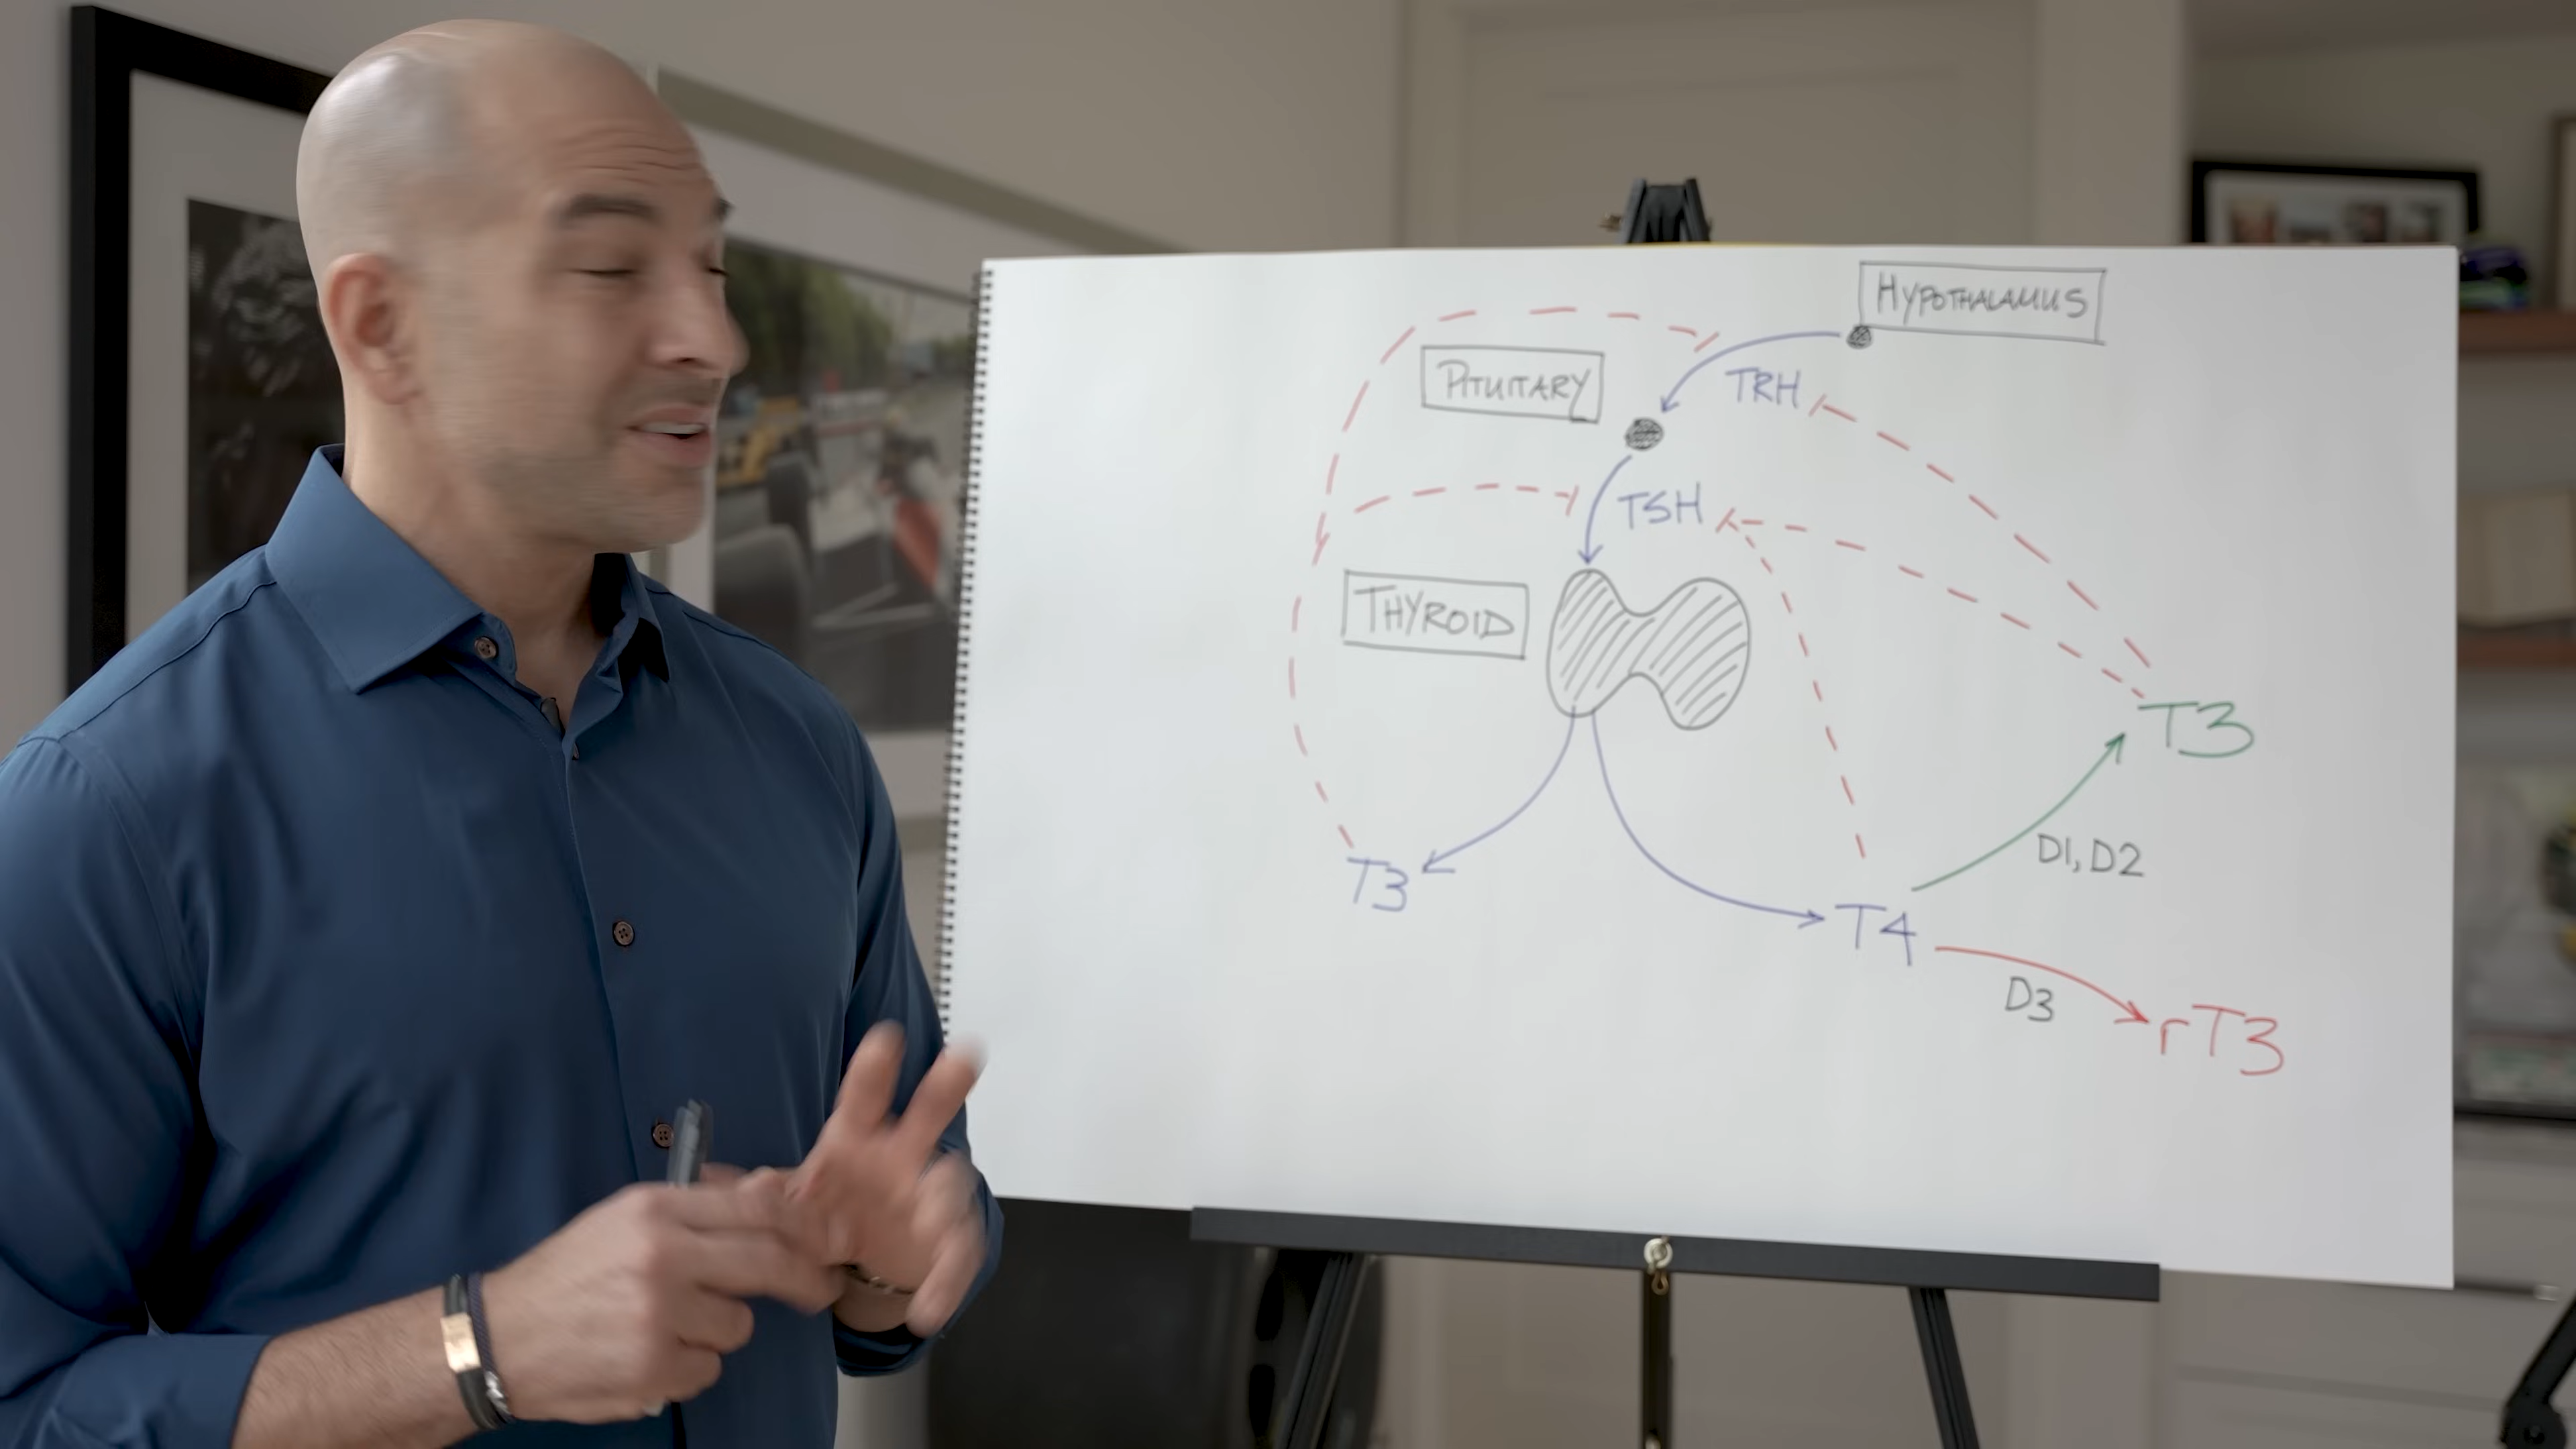 HYPOTHALAMUS
PITUITARY
TRH
TSH
THYROID
T3
D1, D2
T3
T4
D3
rT3